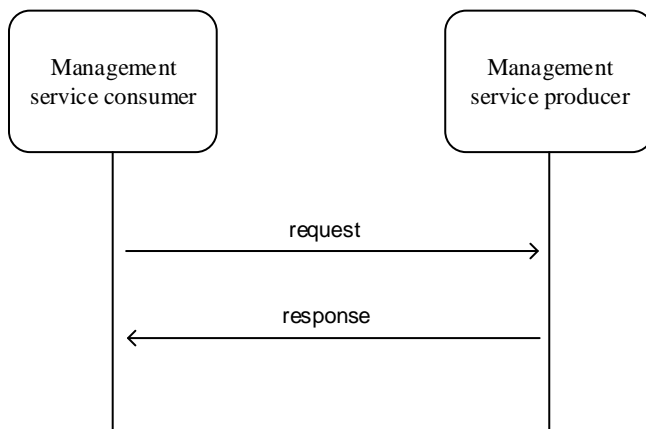 Management
service consumer
Management
service producer
request
response